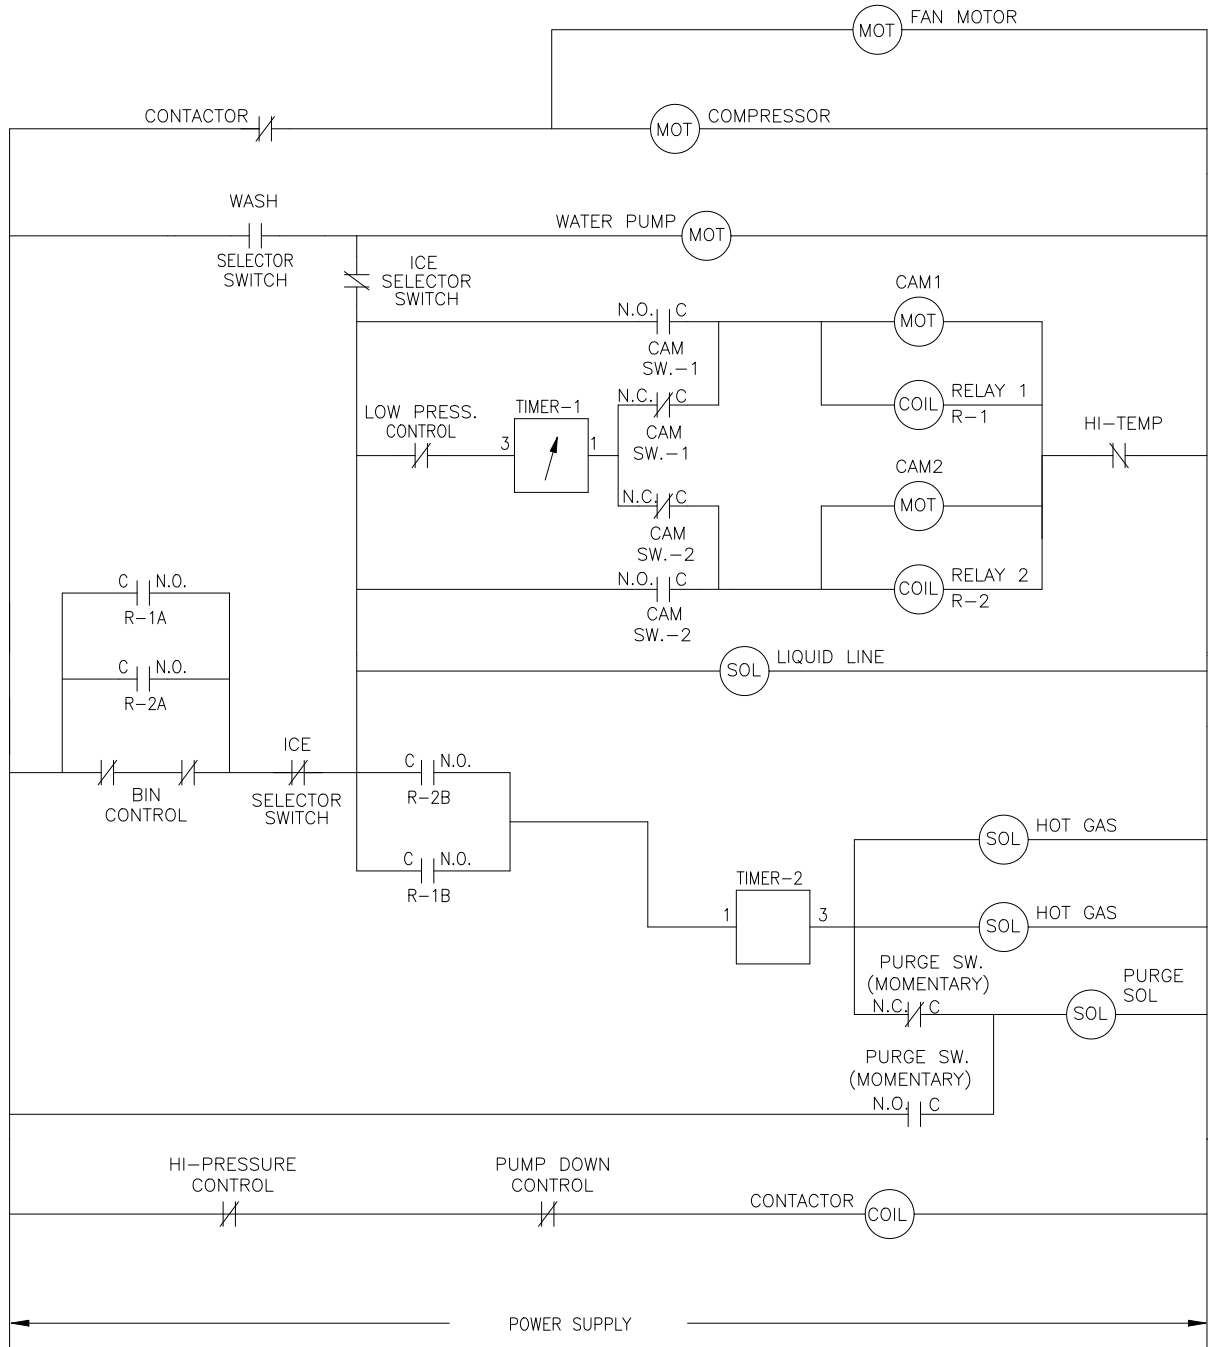 FAN MOTOR
MOT
CONTACTOR
MOT
COMPRESSOR
WASH
SELECTOR
SWITCH
WATER PUMP
MOT
ICE
SELECTOR
SWITCH
CAM1
N.O. C
MOT
CAM
SW.-1
LOW PRESS.
CONTROL
TIMER-1
3
1
N.C. C
CAM
SW.-1
COIL
RELAY 1
R-1
HI-TEMP
CAM2
N.C. C
MOT
CAM
SW.-2
N.O. C
CAM
SW.-2
COIL
RELAY 2
R-2
C N.O.
R-1A
C N.O.
R-2A
SOL
LIQUID LINE
BIN
CONTROL
ICE
SELECTOR
SWITCH
C N.O.
R-2B
C N.O.
R-1B
TIMER-2
1
3
SOL
HOT GAS
SOL
HOT GAS
PURGE SW.
(MOMENTARY)
N.C. C
PURGE
SOL
SOL
PURGE SW.
(MOMENTARY)
N.O. C
HI-PRESSURE
CONTROL
PUMP DOWN
CONTROL
CONTACTOR
COIL
POWER SUPPLY